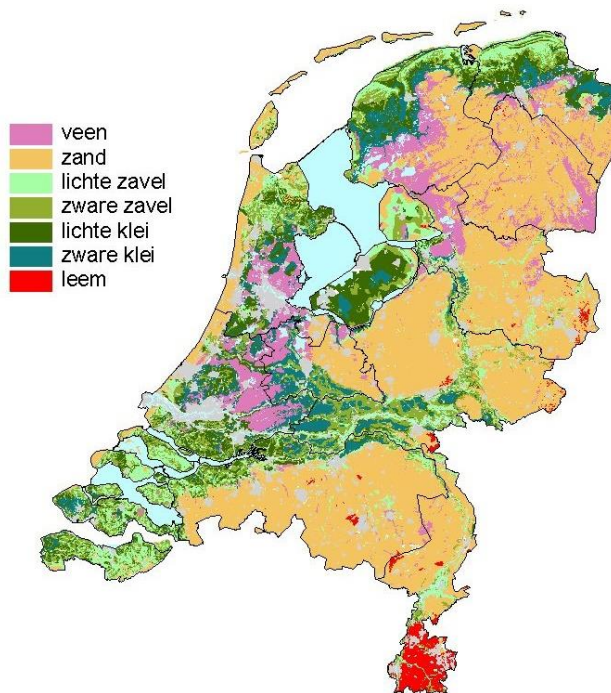 veen
zand
lichte zavel
zware zavel
lichte klei
zware klei
leem